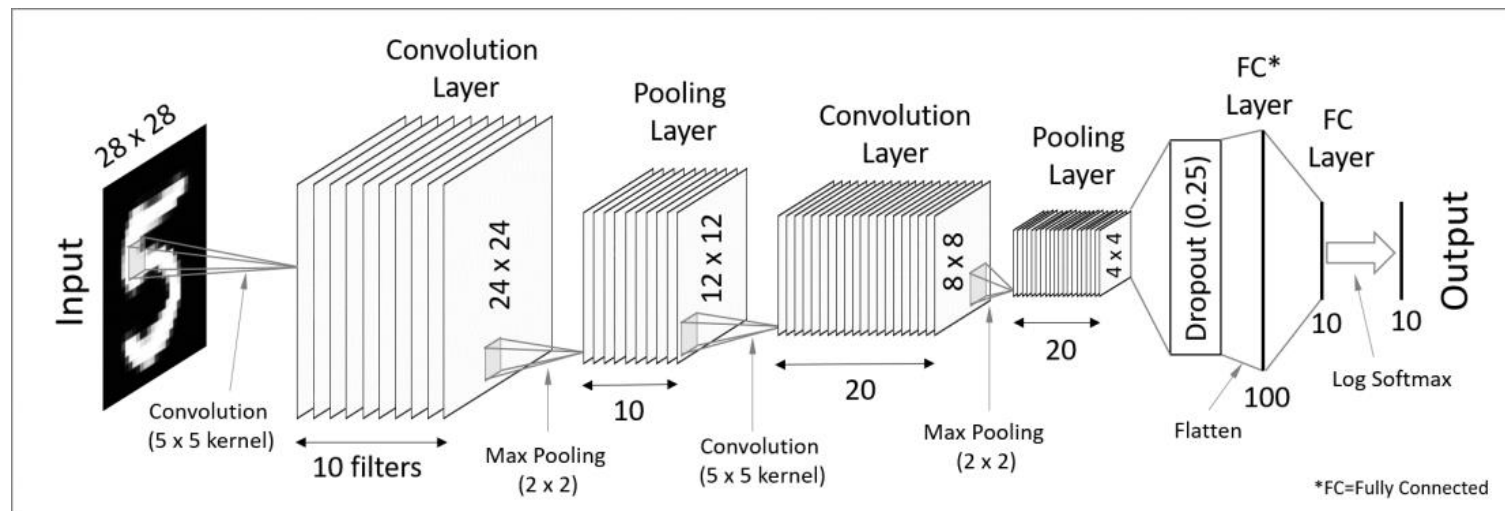 Input
28 x 28
Convolution
(5 x 5 kernel)
Convolution
Layer
24 x 24
10 filters
Max Pooling
(2 x 2)
Pooling
Layer
12 x 12
10
Convolution
(5 x 5 kernel)
Convolution
Layer
8 x 8
20
Max Pooling
(2 x 2)
Pooling
Layer
4 x 4
20
Dropout (0.25)
Flatten
FC*
Layer
100
FC
Layer
10
Log Softmax
10
Output
*FC=Fully Connected